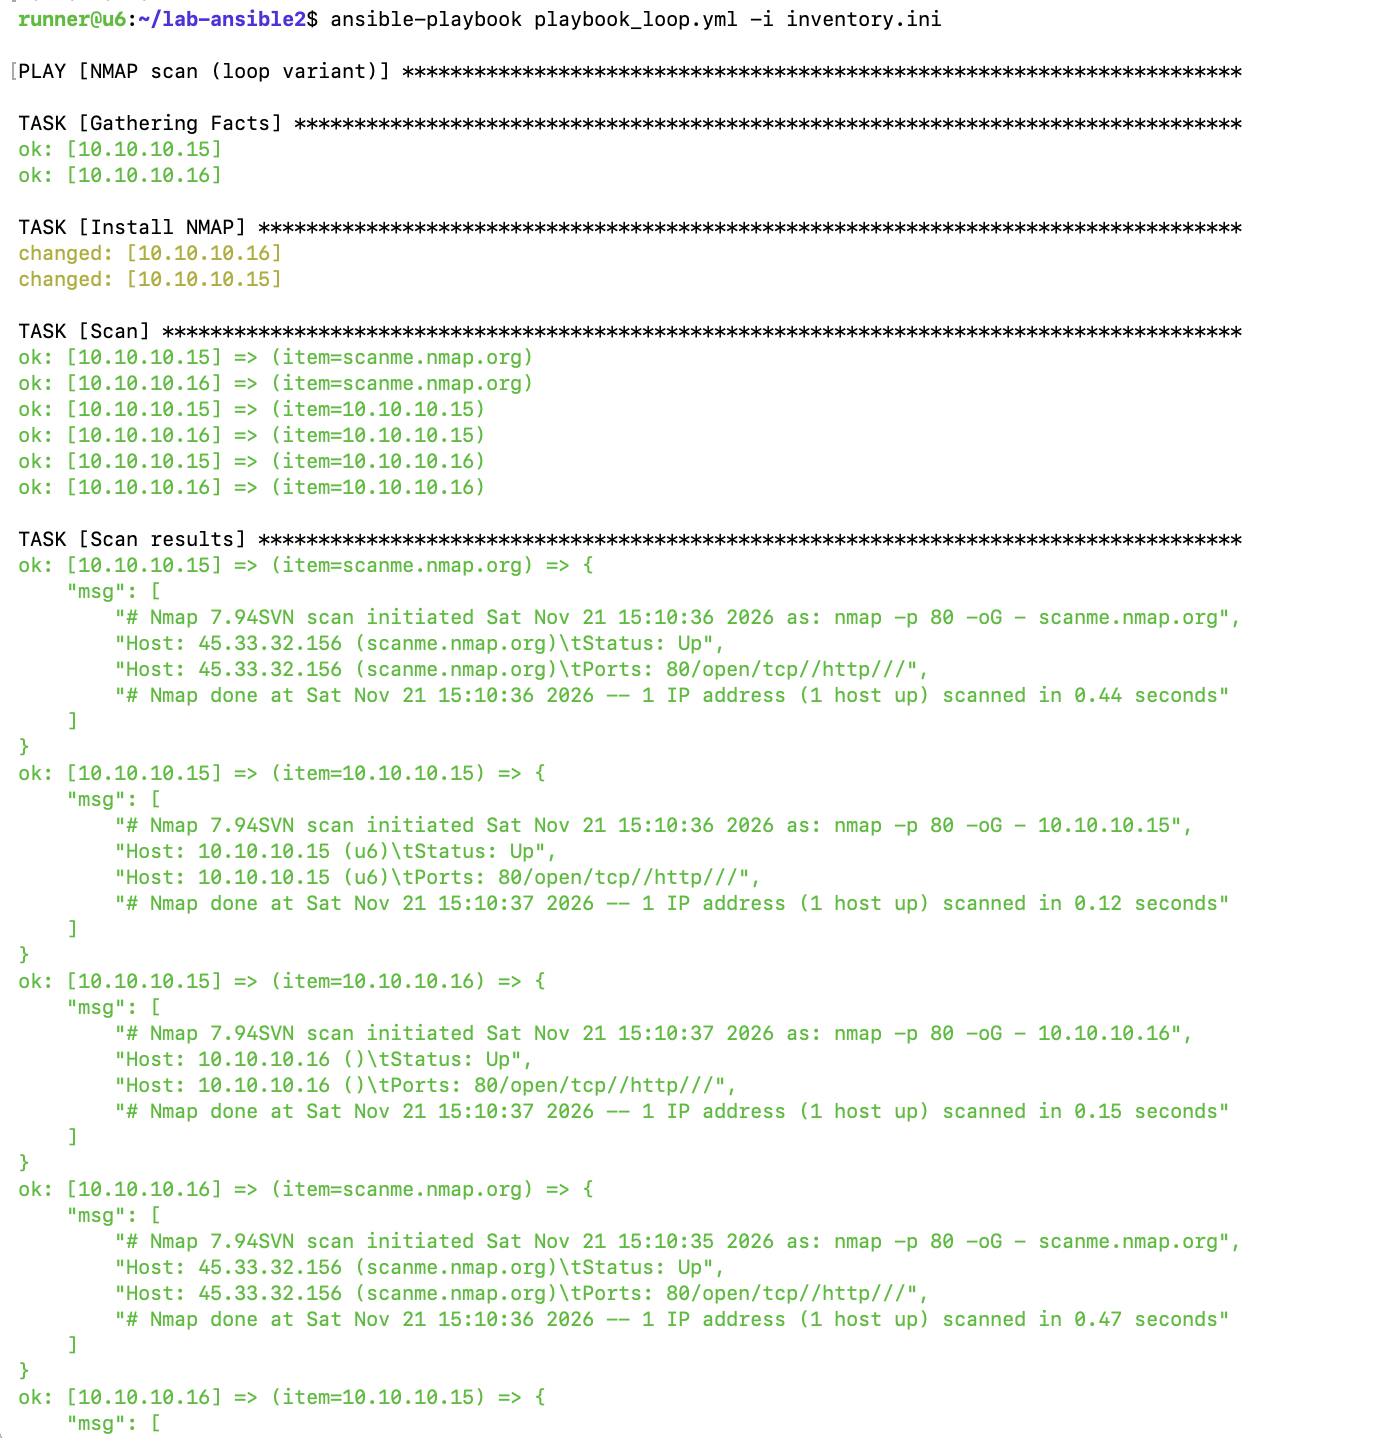 runner@u6:~/lab-ansible2$ ansible-playbook playbook_loop.yml -i inventory.ini
[PLAY [NMAP scan (loop variant)] **********************************************************************
TASK [Gathering Facts] *******************************************************************************
ok: [10.10.10.15]
ok: [10.10.10.16]
TASK [Install NMAP] **********************************************************************************
changed: [10.10.10.16]
changed: [10.10.10.15]
TASK [Scan] ******************************************************************************************
ok: [10.10.10.15] => (item=scanme.nmap.org)
ok: [10.10.10.16] => (item=scanme.nmap.org)
ok: [10.10.10.15] => (item=10.10.10.15)
ok: [10.10.10.16] => (item=10.10.10.15)
ok: [10.10.10.15] => (item=10.10.10.16)
ok: [10.10.10.16] => (item=10.10.10.16)
TASK [Scan results] **********************************************************************************
ok: [10.10.10.15] => (item=scanme.nmap.org) => {
    "msg": [
        "# Nmap 7.94SVN scan initiated Sat Nov 21 15:10:36 2026 as: nmap -p 80 -oG - scanme.nmap.org",
        "Host: 45.33.32.156 (scanme.nmap.org)\tStatus: Up",
        "Host: 45.33.32.156 (scanme.nmap.org)\tPorts: 80/open/tcp//http///",
        "# Nmap done at Sat Nov 21 15:10:36 2026 -- 1 IP address (1 host up) scanned in 0.44 seconds"
    ]
}
ok: [10.10.10.15] => (item=10.10.10.15) => {
    "msg": [
        "# Nmap 7.94SVN scan initiated Sat Nov 21 15:10:36 2026 as: nmap -p 80 -oG - 10.10.10.15",
        "Host: 10.10.10.15 (u6)\tStatus: Up",
        "Host: 10.10.10.15 (u6)\tPorts: 80/open/tcp//http///",
        "# Nmap done at Sat Nov 21 15:10:37 2026 -- 1 IP address (1 host up) scanned in 0.12 seconds"
    ]
}
ok: [10.10.10.15] => (item=10.10.10.16) => {
    "msg": [
        "# Nmap 7.94SVN scan initiated Sat Nov 21 15:10:37 2026 as: nmap -p 80 -oG - 10.10.10.16",
        "Host: 10.10.10.16 ()\tStatus: Up",
        "Host: 10.10.10.16 ()\tPorts: 80/open/tcp//http///",
        "# Nmap done at Sat Nov 21 15:10:37 2026 -- 1 IP address (1 host up) scanned in 0.15 seconds"
    ]
}
ok: [10.10.10.16] => (item=scanme.nmap.org) => {
    "msg": [
        "# Nmap 7.94SVN scan initiated Sat Nov 21 15:10:35 2026 as: nmap -p 80 -oG - scanme.nmap.org",
        "Host: 45.33.32.156 (scanme.nmap.org)\tStatus: Up",
        "Host: 45.33.32.156 (scanme.nmap.org)\tPorts: 80/open/tcp//http///",
        "# Nmap done at Sat Nov 21 15:10:36 2026 -- 1 IP address (1 host up) scanned in 0.47 seconds"
    ]
}
ok: [10.10.10.16] => (item=10.10.10.15) => {
    "msg": [